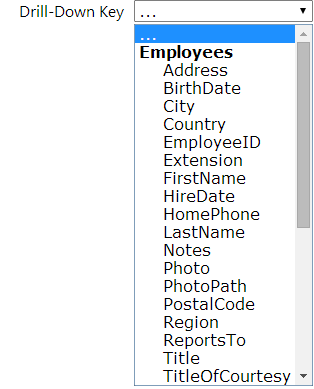 Drill-Down Key ...
...
Employees
Address
BirthDate
City
Country
EmployeeID
Extension
FirstName
HireDate
HomePhone
LastName
Notes
Photo
PhotoPath
PostalCode
Region
ReportsTo
Title
TitleOfCourtesy